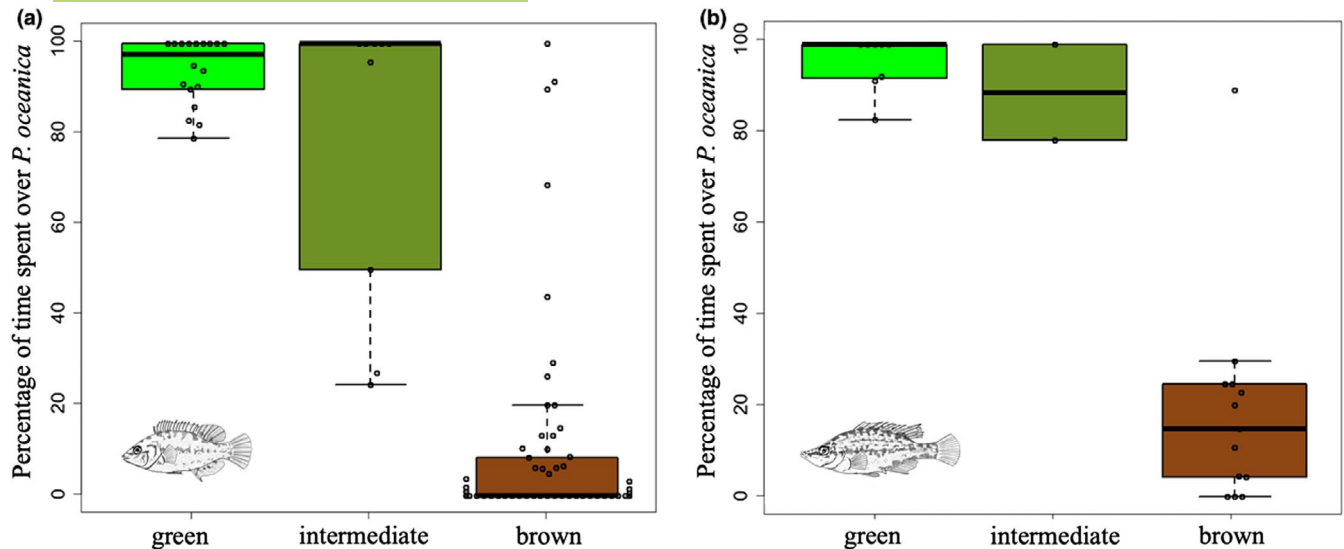 (a)
Percentage of time spent over P. oceanica
100
80
60
40
20
0
green intermediate brown
(b)
Percentage of time spent over P. oceanica
100
80
60
40
20
0
green intermediate brown